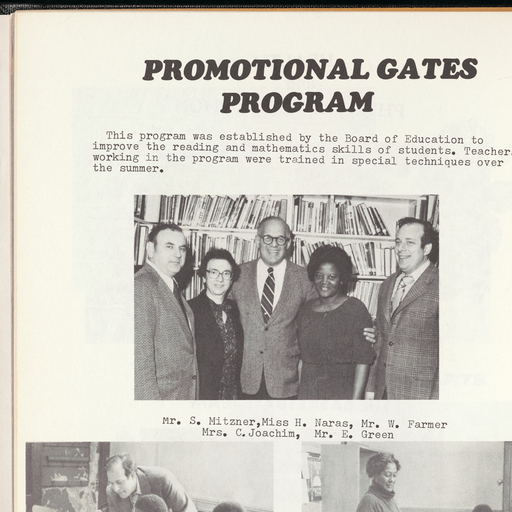 PROMOTIONAL GATES
PROGRAM
This program was established by the Board of Education to
improve the reading and mathematics skills of students. Teacher
working in the program were trained in special techniques over
the summer.
Mr. S. Mitzner,Miss H. Naras, Mr. W. Farmer
Mrs. C.Joachim, Mr. E. Green